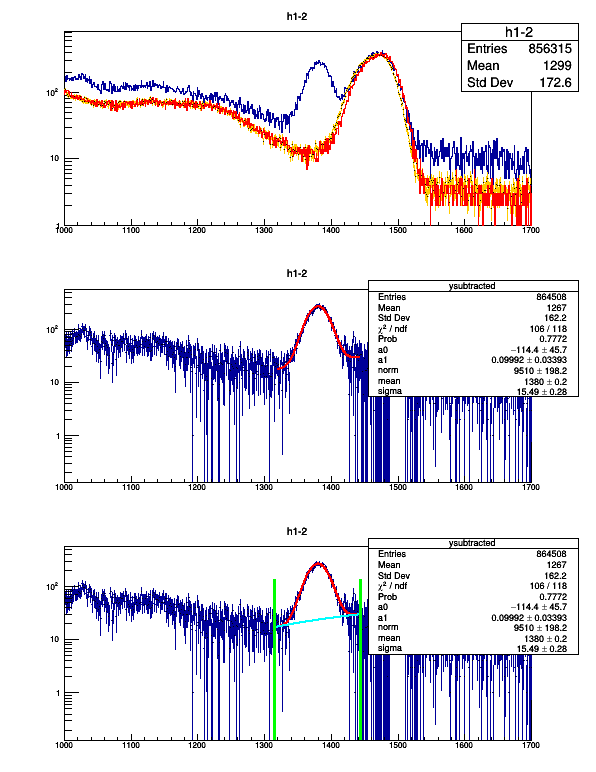 h1-2
h1-2
Entries 856315
Mean 1299
Std Dev 172.6
10²
10
1
1000 1100 1200 1300 1400 1500 1600 1700
h1-2
ysubtracted
Entries 864508
Mean 1267
Std Dev 162.2
χ² / ndf 106 / 118
Prob 0.7772
a0 −114.4 ± 45.7
a1 0.09992 ± 0.03393
norm 9510 ± 198.2
mean 1380 ± 0.2
sigma 15.49 ± 0.28
10²
10
1
1000 1100 1200 1300 1400 1500 1600 1700
h1-2
ysubtracted
Entries 864508
Mean 1267
Std Dev 162.2
χ² / ndf 106 / 118
Prob 0.7772
a0 −114.4 ± 45.7
a1 0.09992 ± 0.03393
norm 9510 ± 198.2
mean 1380 ± 0.2
sigma 15.49 ± 0.28
10²
10
1
1000 1100 1200 1300 1400 1500 1600 1700